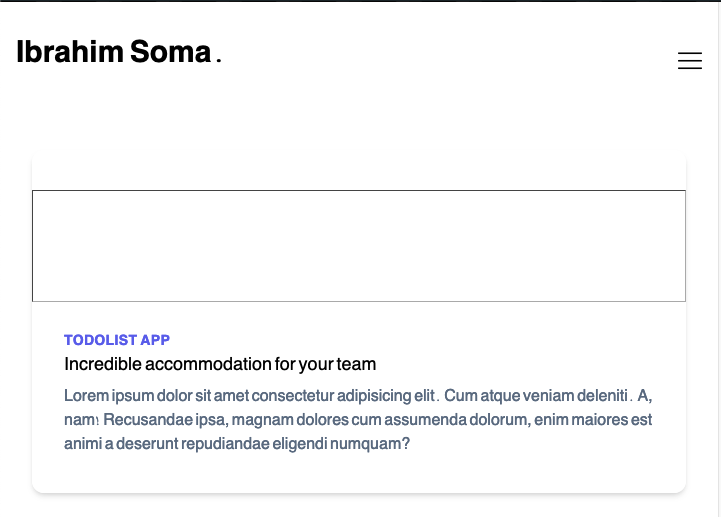 Ibrahim Soma .
TODOLIST APP
Incredible accommodation for your team
Lorem ipsum dolor sit amet consectetur adipisicing elit. Cum atque veniam deleniti. A,
nam! Recusandae ipsa, magnam dolores cum assumenda dolorum, enim maiores est
animi a deserunt repudiandae eligendi numquam?